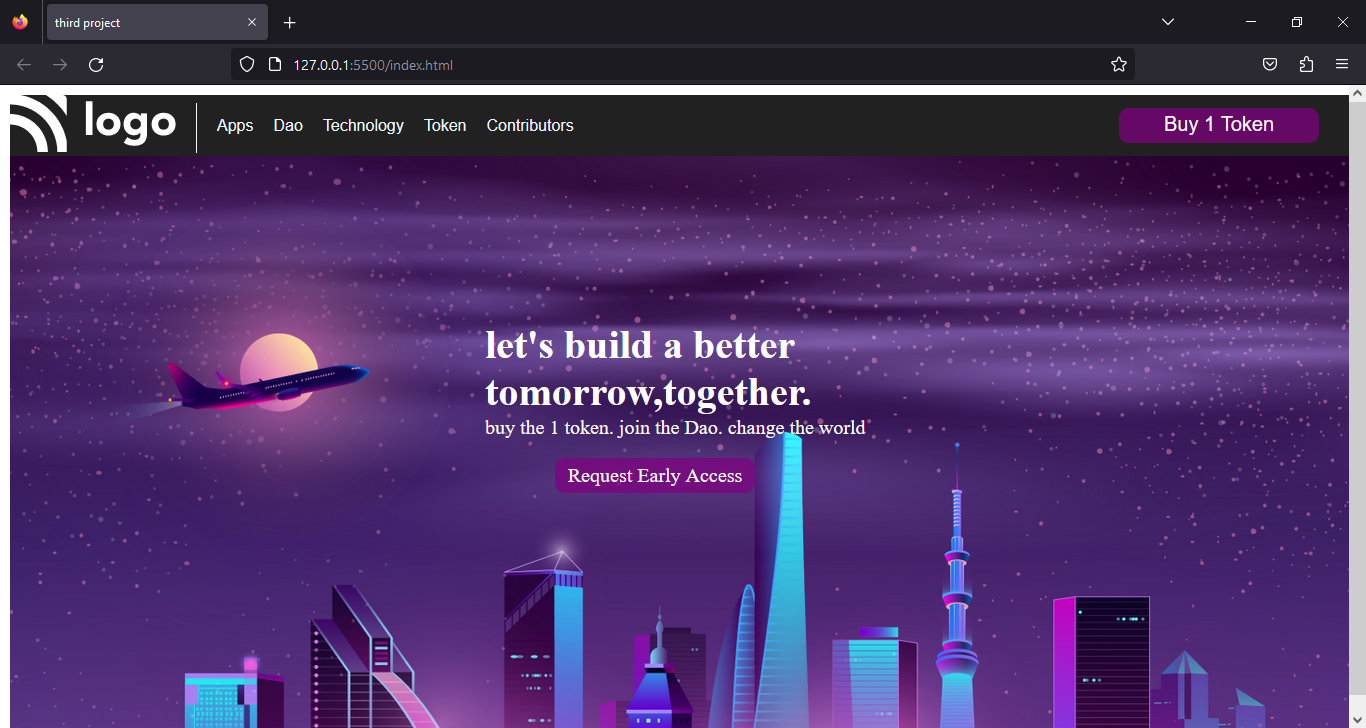 third project
127.0.0.1:5500/index.html
logo
Apps Dao Technology Token Contributors
Buy 1 Token
let's build a better
tomorrow,together.
buy the 1 token. join the Dao. change the world
Request Early Access